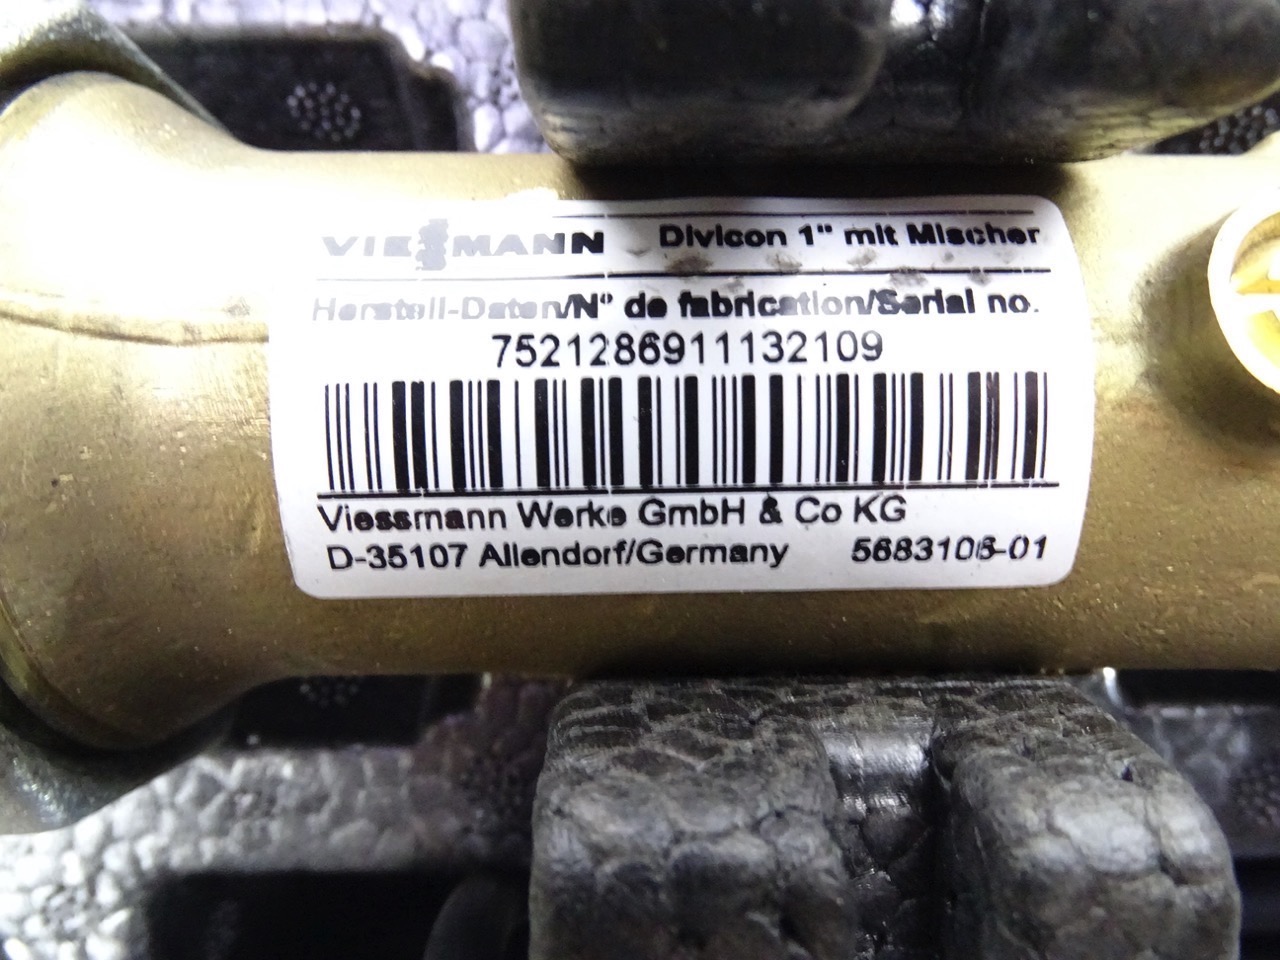 VIESSMANN Divicon 1" mit Mischer
Herstell-Daten/N° de fabrication/Serial no.
7521286911132109
Viessmann Werke GmbH & Co KG
D-35107 Allendorf/Germany 5683106-01